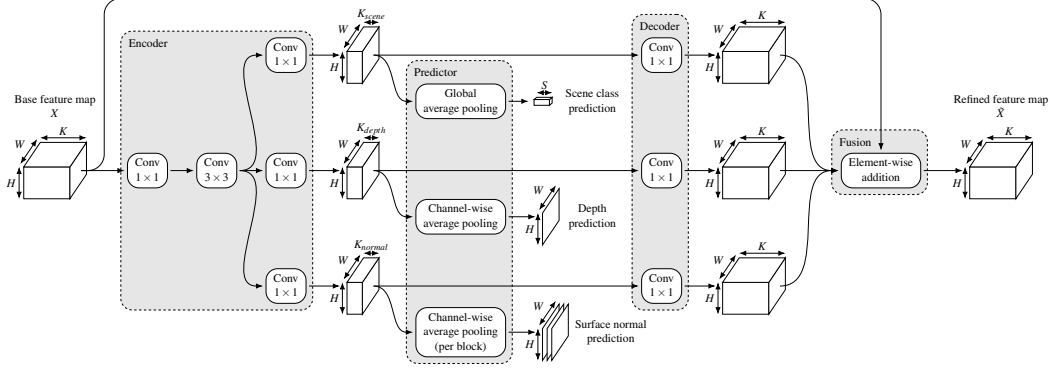 Base feature map
X
W
K
H
Encoder
Conv
1 × 1
Conv
3 × 3
Conv
1 × 1
Conv
1 × 1
Conv
1 × 1
K_scene
W
H
K_depth
W
H
K_normal
W
H
Predictor
Global
average pooling
Channel-wise
average pooling
Channel-wise
average pooling
(per block)
S
Scene class
prediction
W
H
Depth
prediction
W
H
Surface normal
prediction
Decoder
Conv
1 × 1
Conv
1 × 1
Conv
1 × 1
W
K
H
W
K
H
W
K
H
Fusion
Element-wise
addition
Refined feature map
X̂
W
K
H